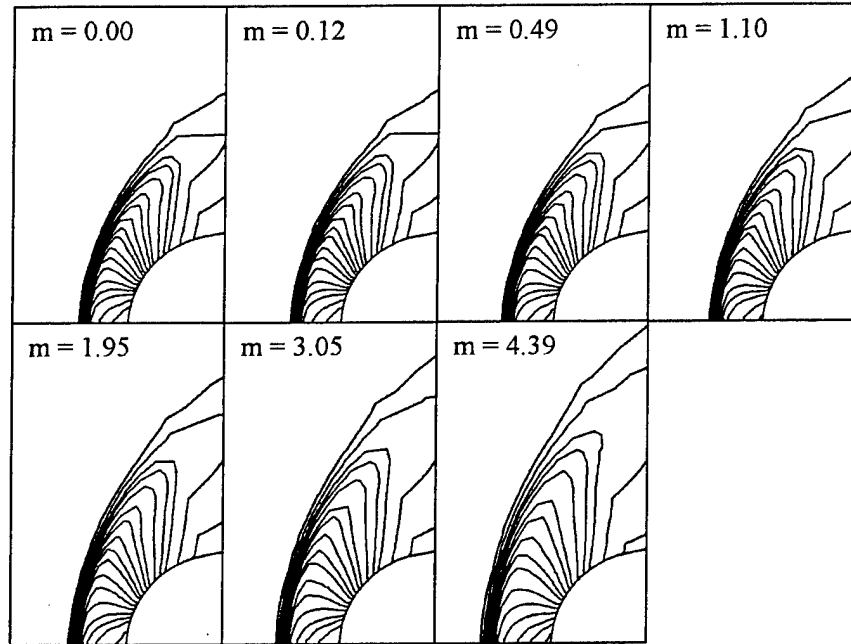 m = 0.00
m = 0.12
m = 0.49
m = 1.10
m = 1.95
m = 3.05
m = 4.39